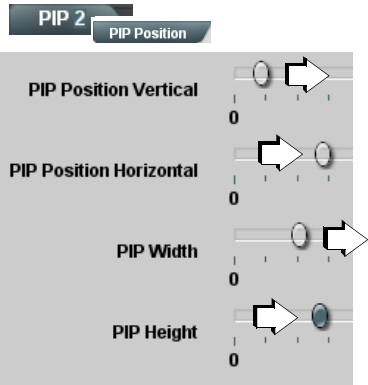 PIP 2
PIP Position
PIP Position Vertical
0
PIP Position Horizontal
0
PIP Width
0
PIP Height
0